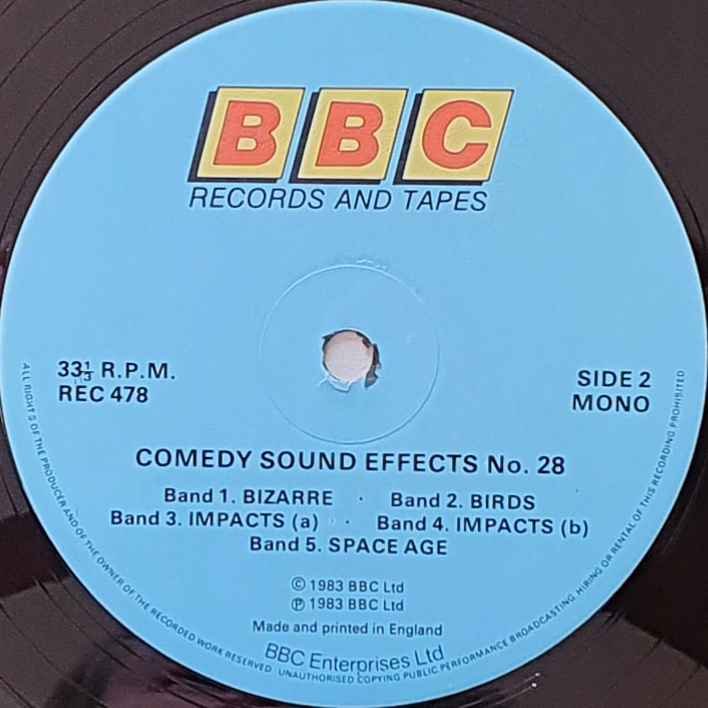 BBC
RECORDS AND TAPES
33⅓ R.P.M.
REC 478
SIDE 2
MONO
COMEDY SOUND EFFECTS No. 28
Band 1. BIZARRE · Band 2. BIRDS
Band 3. IMPACTS (a) · Band 4. IMPACTS (b)
Band 5. SPACE AGE
© 1983 BBC Ltd
℗ 1983 BBC Ltd
Made and printed in England
BBC Enterprises Ltd
ALL RIGHTS OF THE PRODUCER AND OF THE OWNER OF THE RECORDED WORK RESERVED. UNAUTHORISED COPYING PUBLIC PERFORMANCE BROADCASTING HIRING OR RENTAL OF THIS RECORDING PROHIBITED